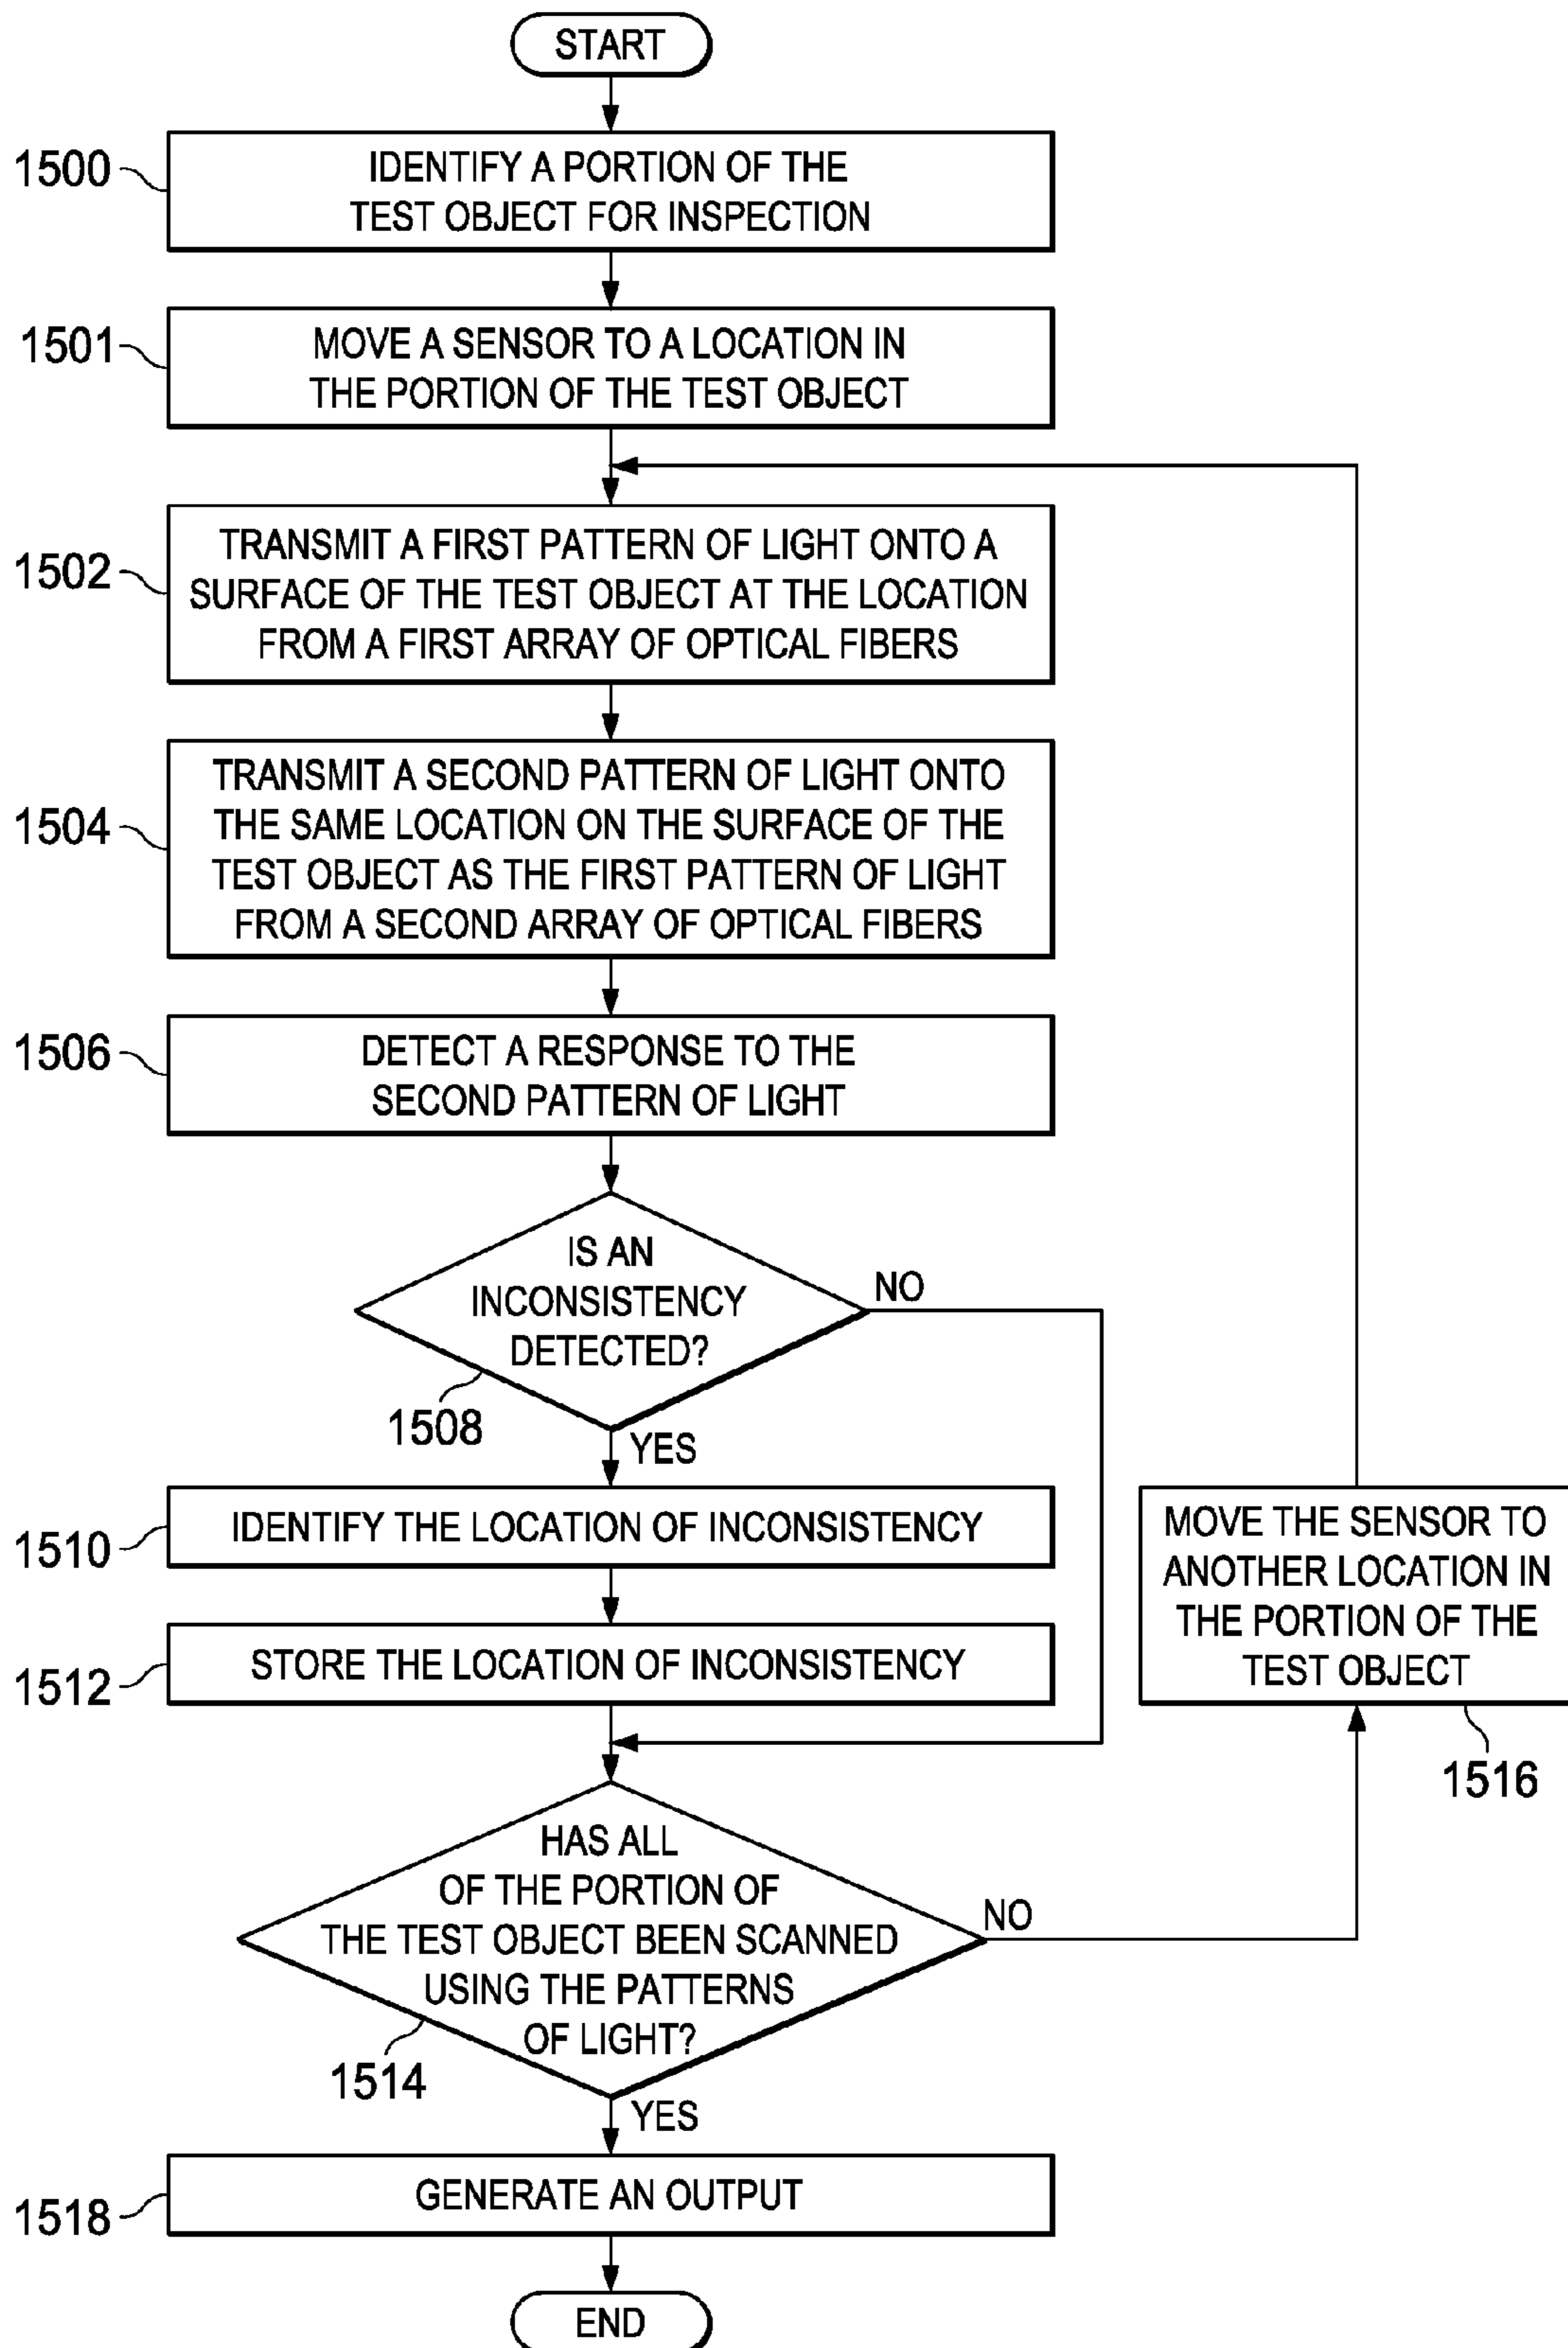 START
1500
IDENTIFY A PORTION OF THE
TEST OBJECT FOR INSPECTION
1501
MOVE A SENSOR TO A LOCATION IN
THE PORTION OF THE TEST OBJECT
1502
TRANSMIT A FIRST PATTERN OF LIGHT ONTO A
SURFACE OF THE TEST OBJECT AT THE LOCATION
FROM A FIRST ARRAY OF OPTICAL FIBERS
1504
TRANSMIT A SECOND PATTERN OF LIGHT ONTO
THE SAME LOCATION ON THE SURFACE OF THE
TEST OBJECT AS THE FIRST PATTERN OF LIGHT
FROM A SECOND ARRAY OF OPTICAL FIBERS
1506
DETECT A RESPONSE TO THE
SECOND PATTERN OF LIGHT
IS AN
INCONSISTENCY
DETECTED?
NO
1508
YES
1510
IDENTIFY THE LOCATION OF INCONSISTENCY
1512
STORE THE LOCATION OF INCONSISTENCY
MOVE THE SENSOR TO
ANOTHER LOCATION IN
THE PORTION OF THE
TEST OBJECT
1516
HAS ALL
OF THE PORTION OF
THE TEST OBJECT BEEN SCANNED
USING THE PATTERNS
OF LIGHT?
NO
1514
YES
1518
GENERATE AN OUTPUT
END